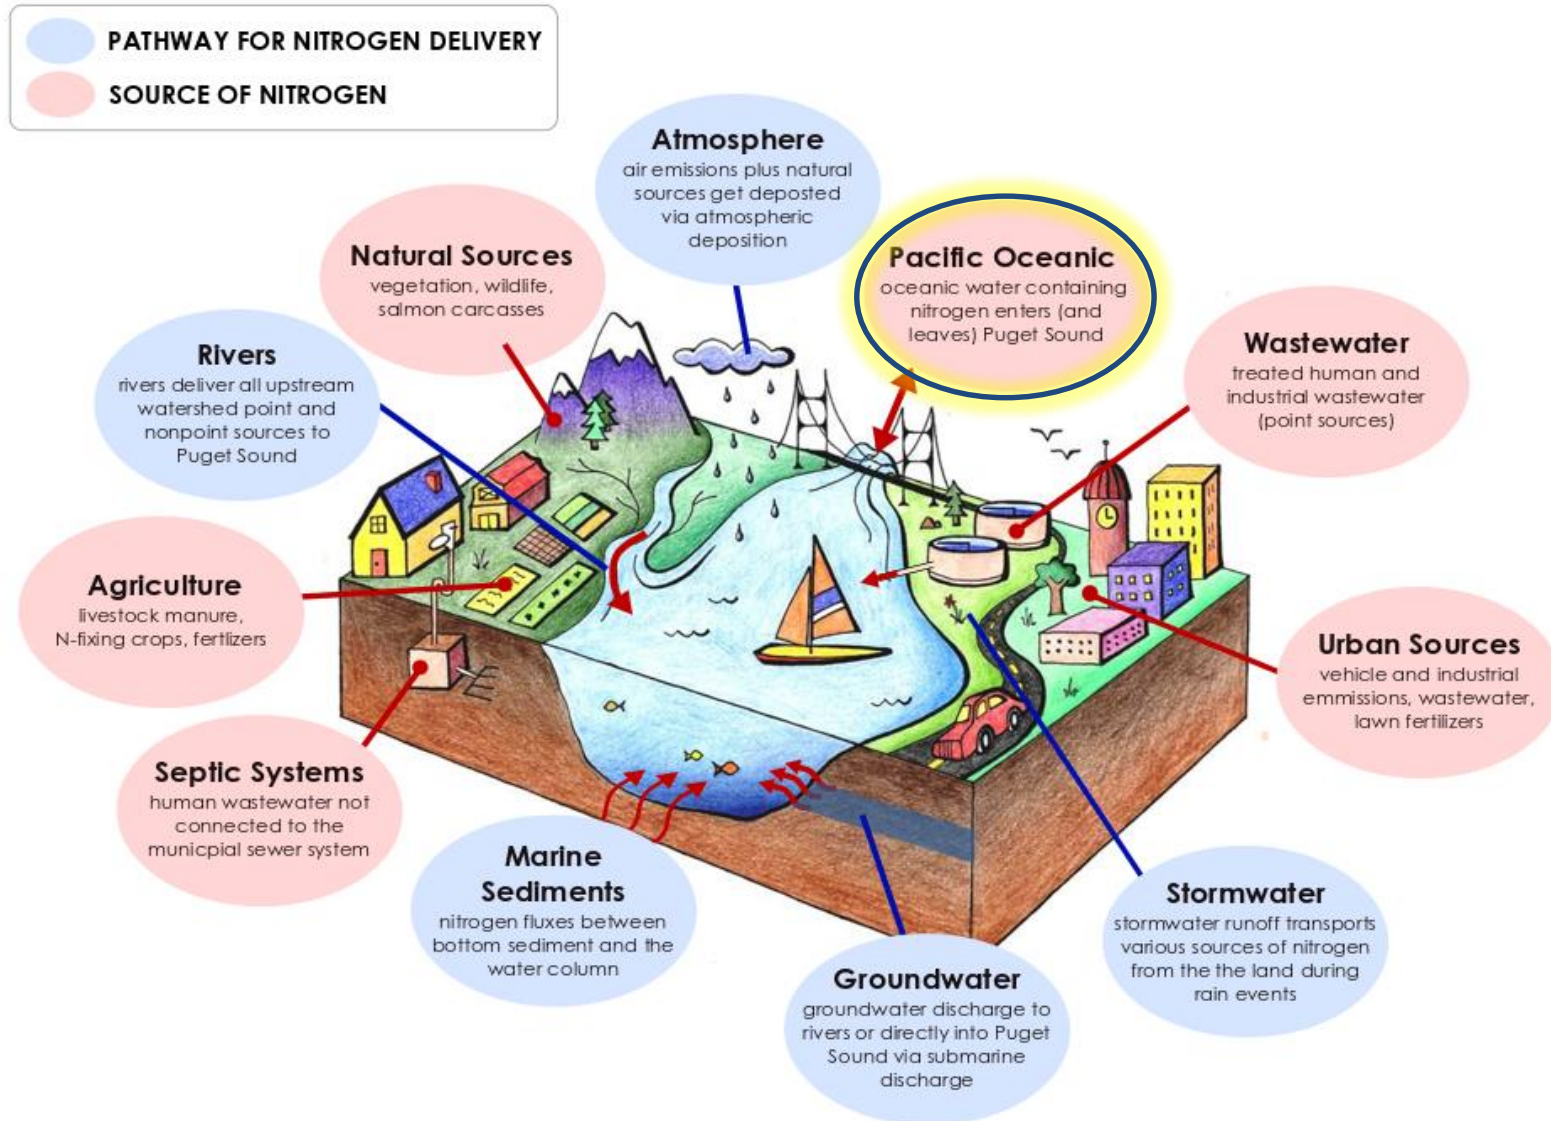 PATHWAY FOR NITROGEN DELIVERY
SOURCE OF NITROGEN
Atmosphere
air emissions plus natural
sources get deposted
via atmospheric
deposition
Natural Sources
vegetation, wildlife,
salmon carcasses
Pacific Oceanic
oceanic water containing
nitrogen enters (and
leaves) Puget Sound
Rivers
rivers deliver all upstream
watershed point and
nonpoint sources to
Puget Sound
Wastewater
treated human and
industrial wastewater
(point sources)
Agriculture
livestock manure,
N-fixing crops, fertlizers
Urban Sources
vehicle and industrial
emmissions, wastewater,
lawn fertilizers
Septic Systems
human wastewater not
connected to the
municpial sewer system
Marine
Sediments
nitrogen fluxes between
bottom sediment and the
water column
Groundwater
groundwater discharge to
rivers or directly into Puget
Sound via submarine
discharge
Stormwater
stormwater runoff transports
various sources of nitrogen
from the the land during
rain events